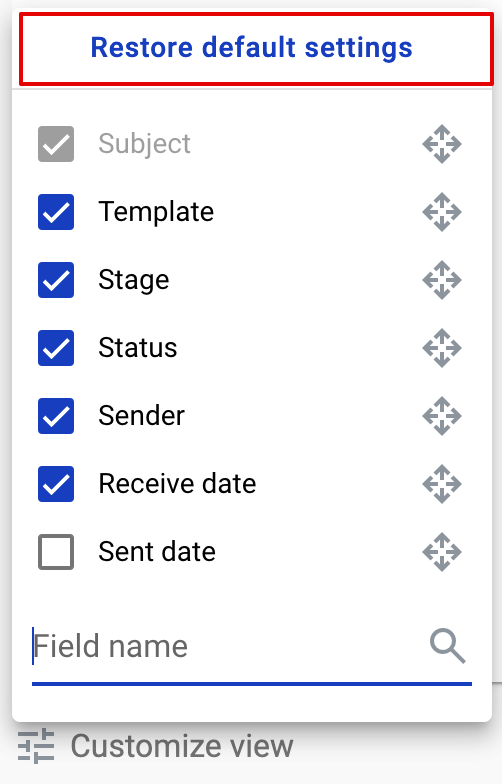 Restore default settings
Subject
Template
Stage
Status
Sender
Receive date
Sent date
Field name
Customize view